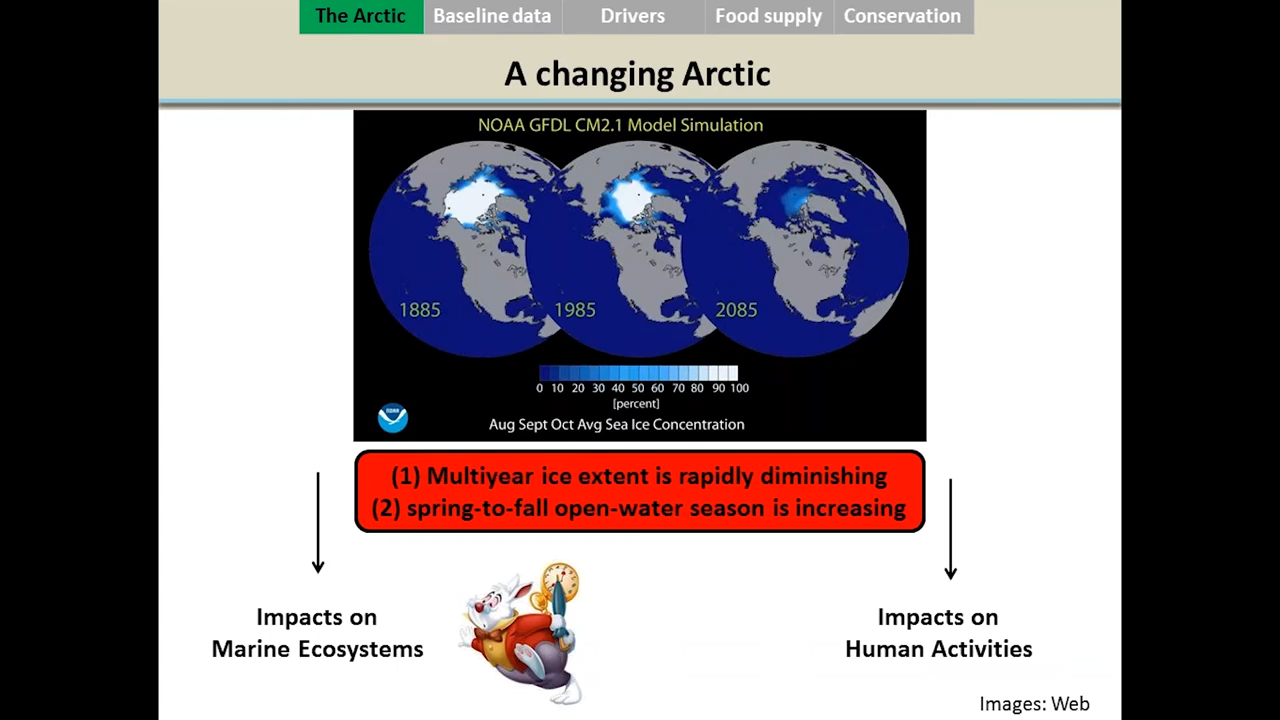 The Arctic
Baseline data
Drivers
Food supply
Conservation
A changing Arctic
NOAA GFDL CM2.1 Model Simulation
1885
1985
2085
0 10 20 30 40 50 60 70 80 90 100
[percent]
NOAA
Aug Sept Oct Avg Sea Ice Concentration
(1) Multiyear ice extent is rapidly diminishing
(2) spring-to-fall open-water season is increasing
Impacts on
Marine Ecosystems
Impacts on
Human Activities
Images: Web